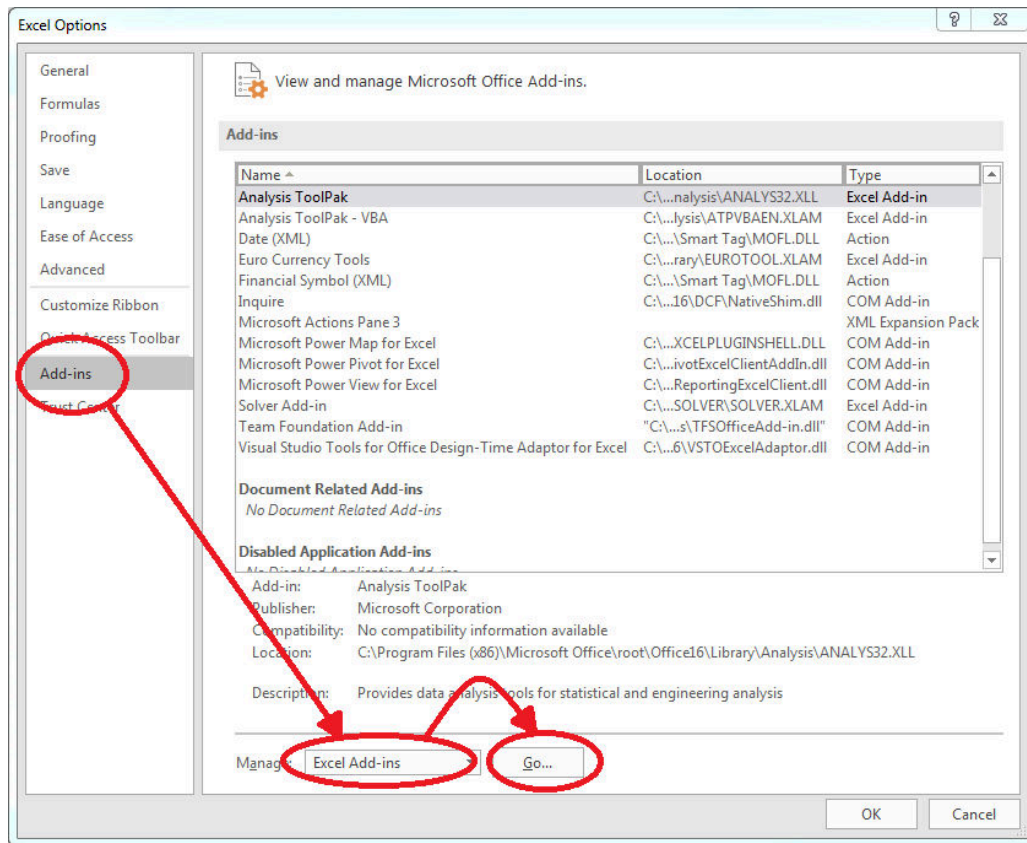 Excel Options
General
Formulas
Proofing
Save
Language
Ease of Access
Advanced
Customize Ribbon
Quick Access Toolbar
Add-ins
Trust Center
View and manage Microsoft Office Add-ins.
Add-ins
Name Location Type
Analysis ToolPak C:\...nalysis\ANALYS32.XLL Excel Add-in
Analysis ToolPak - VBA C:\...lysis\ATPVBAEN.XLAM Excel Add-in
Date (XML) C:\...\Smart Tag\MOFL.DLL Action
Euro Currency Tools C:\...rary\EUROTOOL.XLAM Excel Add-in
Financial Symbol (XML) C:\...\Smart Tag\MOFL.DLL Action
Inquire C:\...16\DCF\NativeShim.dll COM Add-in
Microsoft Actions Pane 3 XML Expansion Pack
Microsoft Power Map for Excel C:\...XCELPLUGINSHELL.DLL COM Add-in
Microsoft Power Pivot for Excel C:\...ivotExcelClientAddIn.dll COM Add-in
Microsoft Power View for Excel C:\...ReportingExcelClient.dll COM Add-in
Solver Add-in C:\...SOLVER\SOLVER.XLAM Excel Add-in
Team Foundation Add-in "C:\...s\TFSOfficeAdd-in.dll" COM Add-in
Visual Studio Tools for Office Design-Time Adaptor for Excel C:\...6\VSTOExcelAdaptor.dll COM Add-in
Document Related Add-ins
No Document Related Add-ins
Disabled Application Add-ins
No Disabled Application Add-ins
Add-in: Analysis ToolPak
Publisher: Microsoft Corporation
Compatibility: No compatibility information available
Location: C:\Program Files (x86)\Microsoft Office\root\Office16\Library\Analysis\ANALYS32.XLL
Description: Provides data analysis tools for statistical and engineering analysis
Manage: Excel Add-ins Go...
OK Cancel